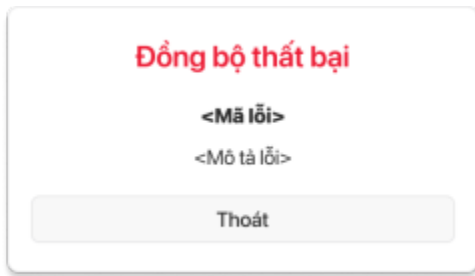 Đồng bộ thất bại
<Mã lỗi>
<Mô tả lỗi>
Thoát